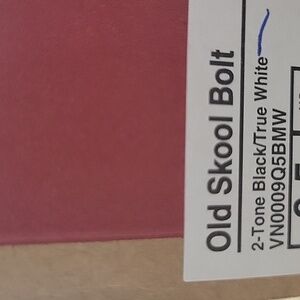 Old Skool Bolt
2-Tone Black/True White
VN0009Q5BMW